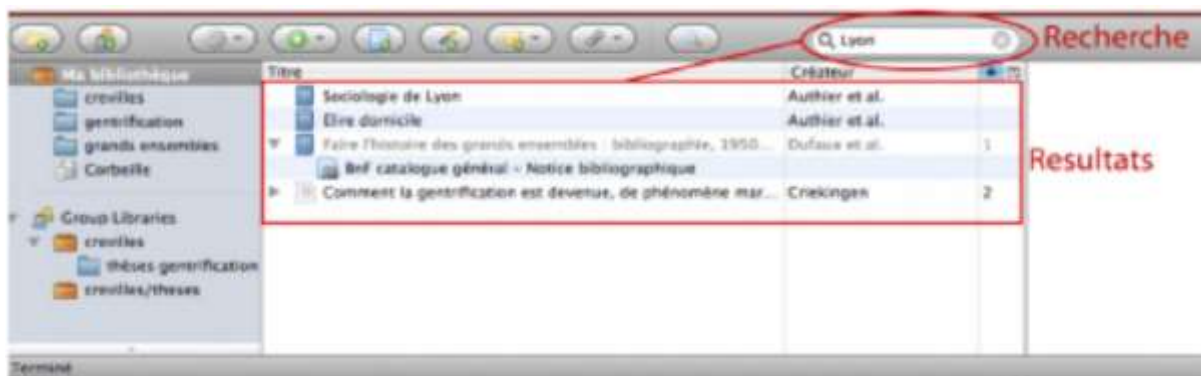 Lyon
Recherche
Ma bibliothèque
Titre
Créateur
crevilles
Sociologie de Lyon
Authier et al.
gentrification
Elire domicile
Authier et al.
grands ensembles
Faire l'histoire des grands ensembles : bibliographie, 1950...
Dufaux et al.
1
Corbeille
BnF catalogue général - Notice bibliographique
Resultats
Comment la gentrification est devenue, de phénomène mar...
Criekingen
2
Group Libraries
crevilles
thèses gentrification
crevilles/theses
Terminé